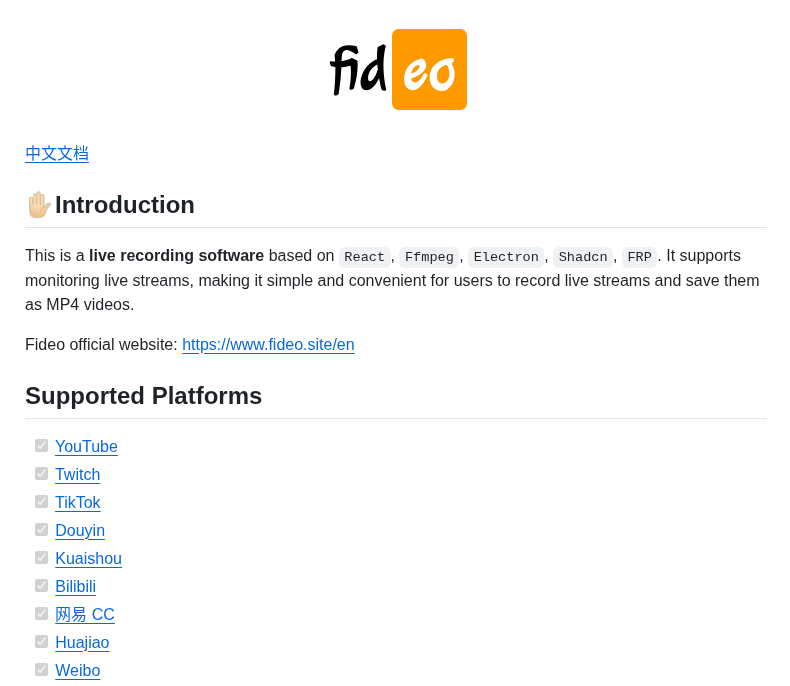 fideo
中文文档
Introduction
This is a live recording software based on React, Ffmpeg, Electron, Shadcn, FRP. It supports
monitoring live streams, making it simple and convenient for users to record live streams and save them
as MP4 videos.
Fideo official website: https://www.fideo.site/en
Supported Platforms
YouTube
Twitch
TikTok
Douyin
Kuaishou
Bilibili
网易 CC
Huajiao
Weibo